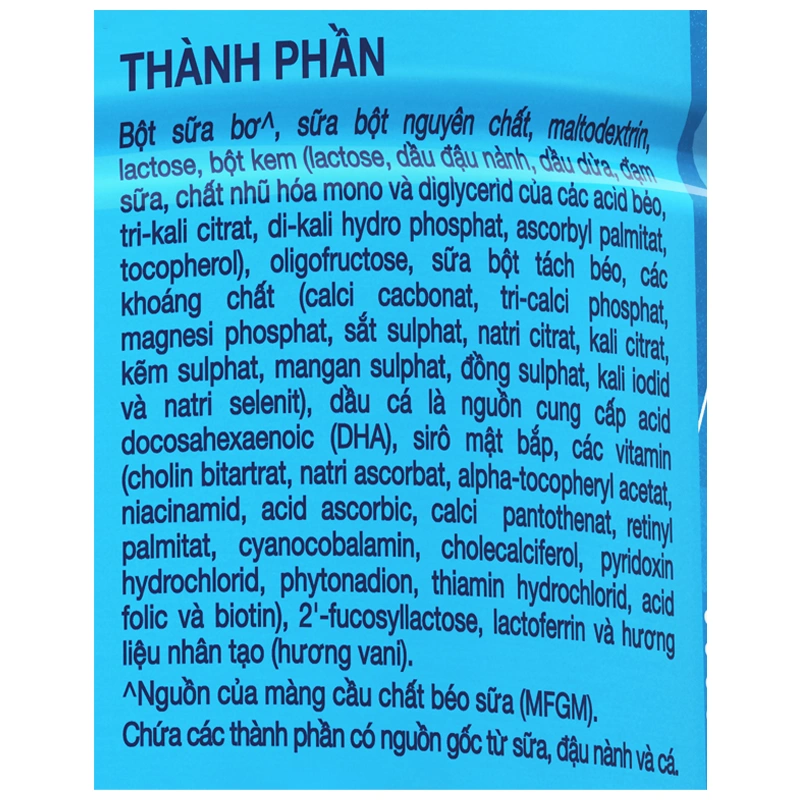 THÀNH PHẦN
Bột sữa bơ^, sữa bột nguyên chất, maltodextrin,
lactose, bột kem (lactose, dầu đậu nành, dầu dừa, đạm
sữa, chất nhũ hóa mono và diglycerid của các acid béo,
tri-kali citrat, di-kali hydro phosphat, ascorbyl palmitat,
tocopherol), oligofructose, sữa bột tách béo, các
khoáng chất (calci cacbonat, tri-calci phosphat,
magnesi phosphat, sắt sulphat, natri citrat, kali citrat,
kẽm sulphat, mangan sulphat, đồng sulphat, kali iodid
và natri selenit), dầu cá là nguồn cung cấp acid
docosahexaenoic (DHA), sirô mật bắp, các vitamin
(cholin bitartrat, natri ascorbat, alpha-tocopheryl acetat,
niacinamid, acid ascorbic, calci pantothenat, retinyl
palmitat, cyanocobalamin, cholecalciferol, pyridoxin
hydrochlorid, phytonadion, thiamin hydrochlorid, acid
folic và biotin), 2'-fucosyllactose, lactoferrin và hương
liệu nhân tạo (hương vani).
^Nguồn của màng cầu chất béo sữa (MFGM).
Chứa các thành phần có nguồn gốc từ sữa, đậu nành và cá.